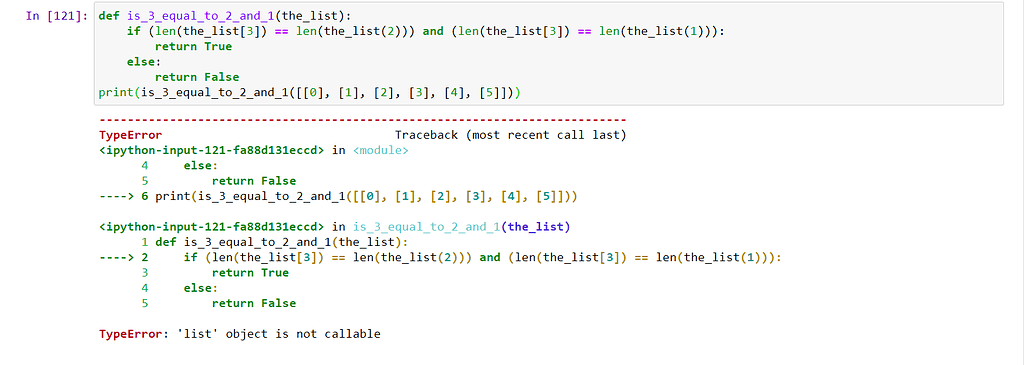 In [121]: def is_3_equal_to_2_and_1(the_list):
    if (len(the_list[3]) == len(the_list(2))) and (len(the_list[3]) == len(the_list(1))):
        return True
    else:
        return False
print(is_3_equal_to_2_and_1([[0], [1], [2], [3], [4], [5]]))
---------------------------------------------------------------------------
TypeError                                 Traceback (most recent call last)
<ipython-input-121-fa88d131eccd> in <module>
      4     else:
      5         return False
----> 6 print(is_3_equal_to_2_and_1([[0], [1], [2], [3], [4], [5]]))
<ipython-input-121-fa88d131eccd> in is_3_equal_to_2_and_1(the_list)
      1 def is_3_equal_to_2_and_1(the_list):
----> 2     if (len(the_list[3]) == len(the_list(2))) and (len(the_list[3]) == len(the_list(1))):
      3         return True
      4     else:
      5         return False
TypeError: 'list' object is not callable